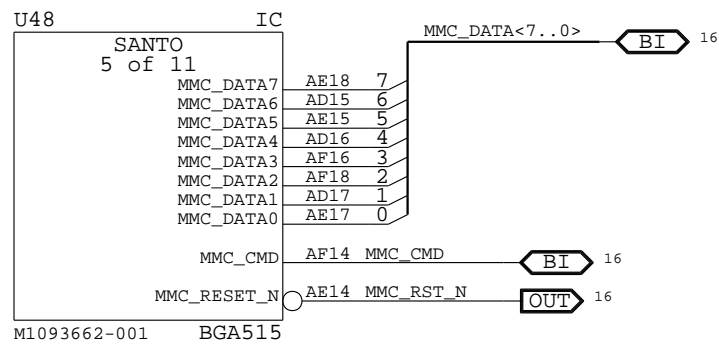 U48 IC
SANTO
5 of 11
MMC_DATA<7..0> BI 16
MMC_DATA7 AE18 7
MMC_DATA6 AD15 6
MMC_DATA5 AE15 5
MMC_DATA4 AD16 4
MMC_DATA3 AF16 3
MMC_DATA2 AF18 2
MMC_DATA1 AD17 1
MMC_DATA0 AE17 0
MMC_CMD AF14 MMC_CMD BI 16
MMC_RESET_N AE14 MMC_RST_N OUT 16
M1093662-001 BGA515